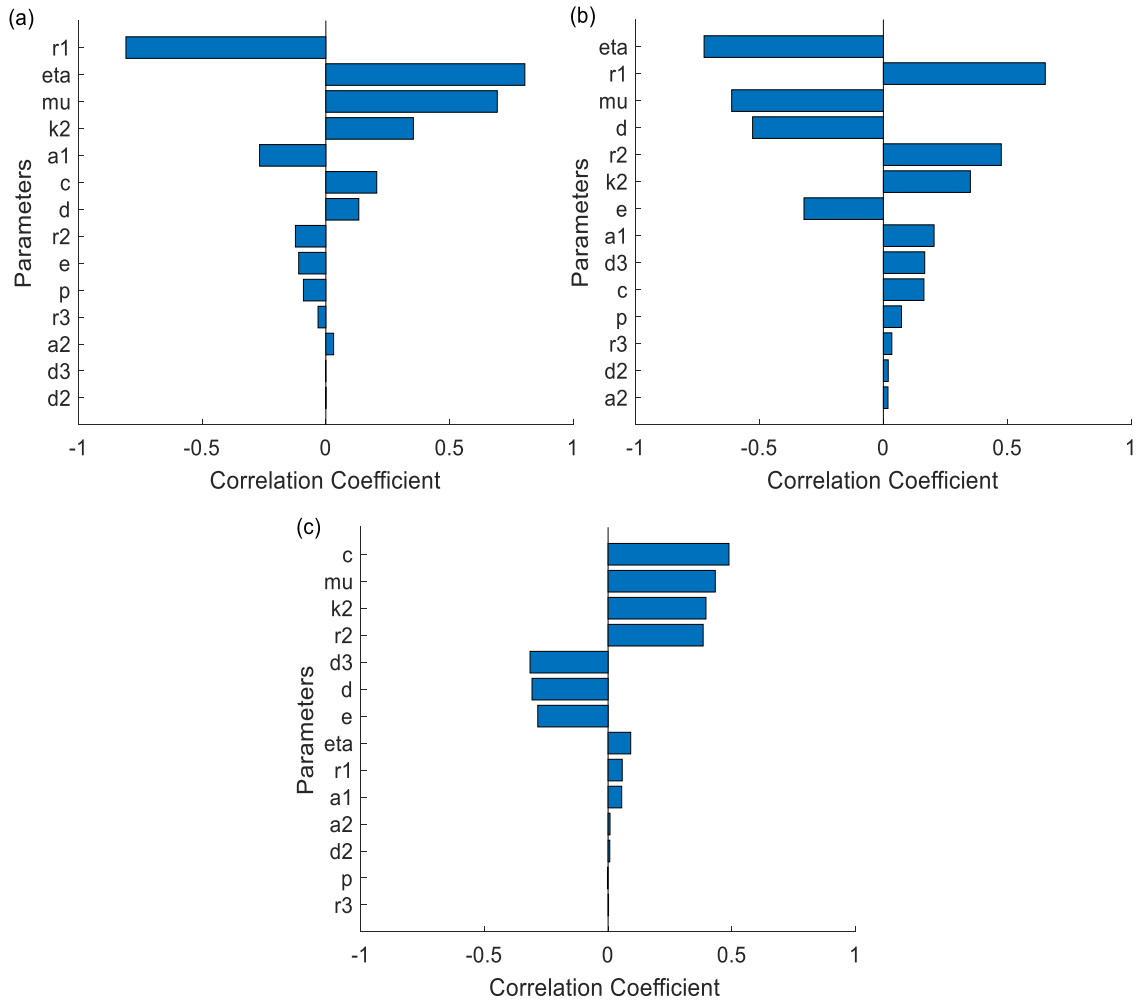 (a)
r1
eta
mu
k2
a1
c
d
r2
e
p
r3
a2
d3
d2
Parameters
-1 -0.5 0 0.5 1
Correlation Coefficient
(b)
eta
r1
mu
d
r2
k2
e
a1
d3
c
p
r3
d2
a2
Parameters
-1 -0.5 0 0.5 1
Correlation Coefficient
(c)
c
mu
k2
r2
d3
d
e
eta
r1
a1
a2
d2
p
r3
Parameters
-1 -0.5 0 0.5 1
Correlation Coefficient